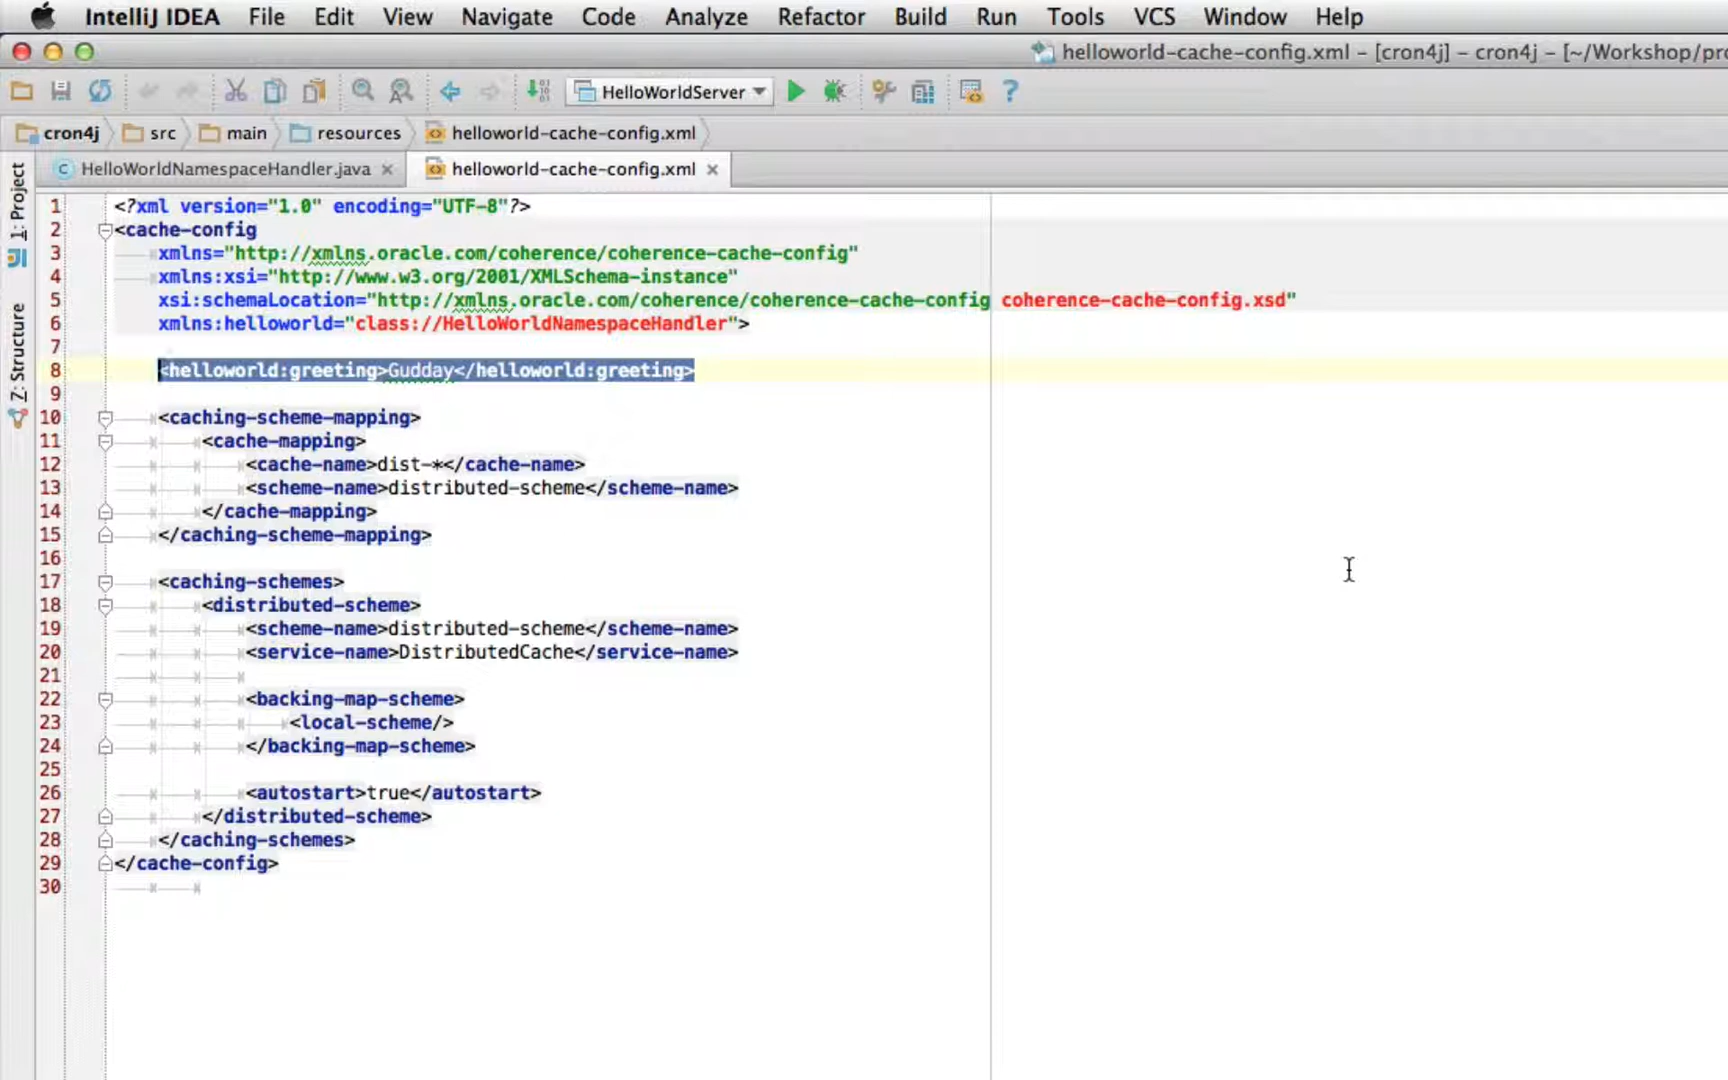 IntelliJ IDEA File Edit View Navigate Code Analyze Refactor Build Run Tools VCS Window Help
helloworld-cache-config.xml – [cron4j] – cron4j – [~/Workshop/pro
HelloWorldServer
cron4j src main resources helloworld-cache-config.xml
HelloWorldNamespaceHandler.java helloworld-cache-config.xml
1: Project
Z: Structure
1 <?xml version="1.0" encoding="UTF-8"?>
2 <cache-config
3 xmlns="http://xmlns.oracle.com/coherence/coherence-cache-config"
4 xmlns:xsi="http://www.w3.org/2001/XMLSchema-instance"
5 xsi:schemaLocation="http://xmlns.oracle.com/coherence/coherence-cache-config coherence-cache-config.xsd"
6 xmlns:helloworld="class://HelloWorldNamespaceHandler">
7
8 <helloworld:greeting>Gudday</helloworld:greeting>
9
10 <caching-scheme-mapping>
11 <cache-mapping>
12 <cache-name>dist-*</cache-name>
13 <scheme-name>distributed-scheme</scheme-name>
14 </cache-mapping>
15 </caching-scheme-mapping>
16
17 <caching-schemes>
18 <distributed-scheme>
19 <scheme-name>distributed-scheme</scheme-name>
20 <service-name>DistributedCache</service-name>
21
22 <backing-map-scheme>
23 <local-scheme/>
24 </backing-map-scheme>
25
26 <autostart>true</autostart>
27 </distributed-scheme>
28 </caching-schemes>
29 </cache-config>
30